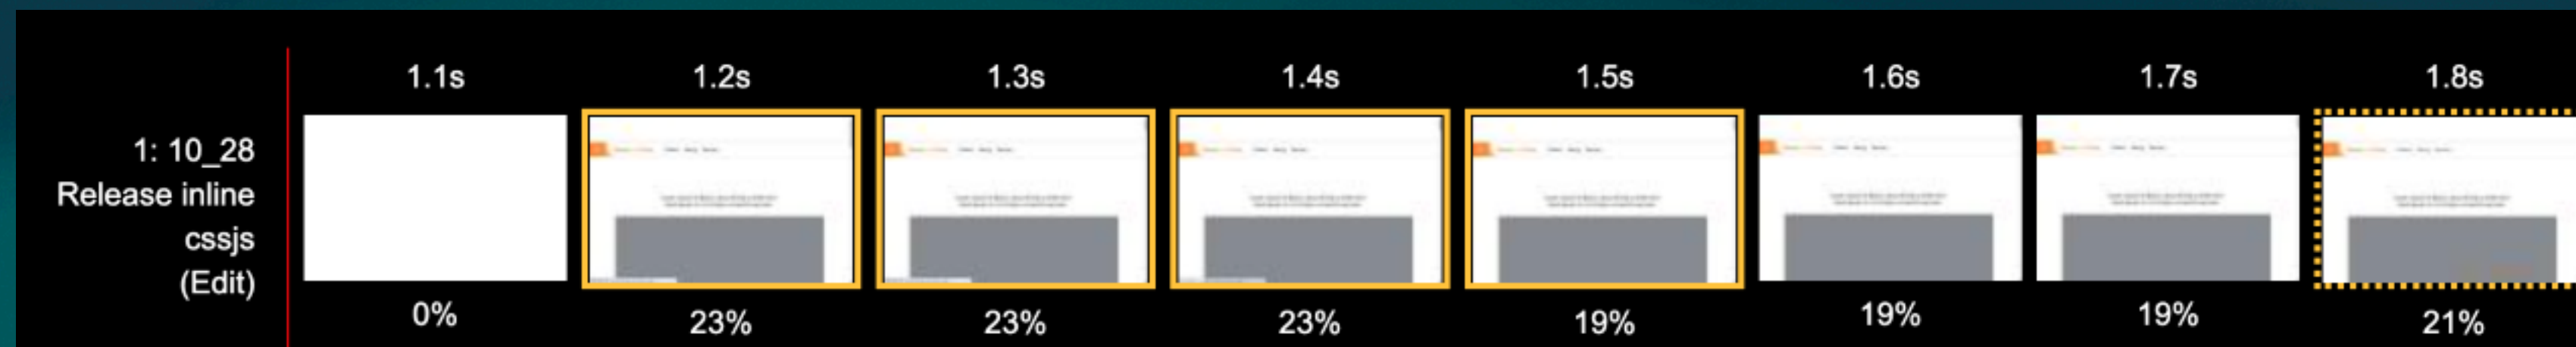 1.1s 1.2s 1.3s 1.4s 1.5s 1.6s 1.7s 1.8s
1: 10_28
Release inline
cssjs
(Edit)
0% 23% 23% 23% 19% 19% 19% 21%